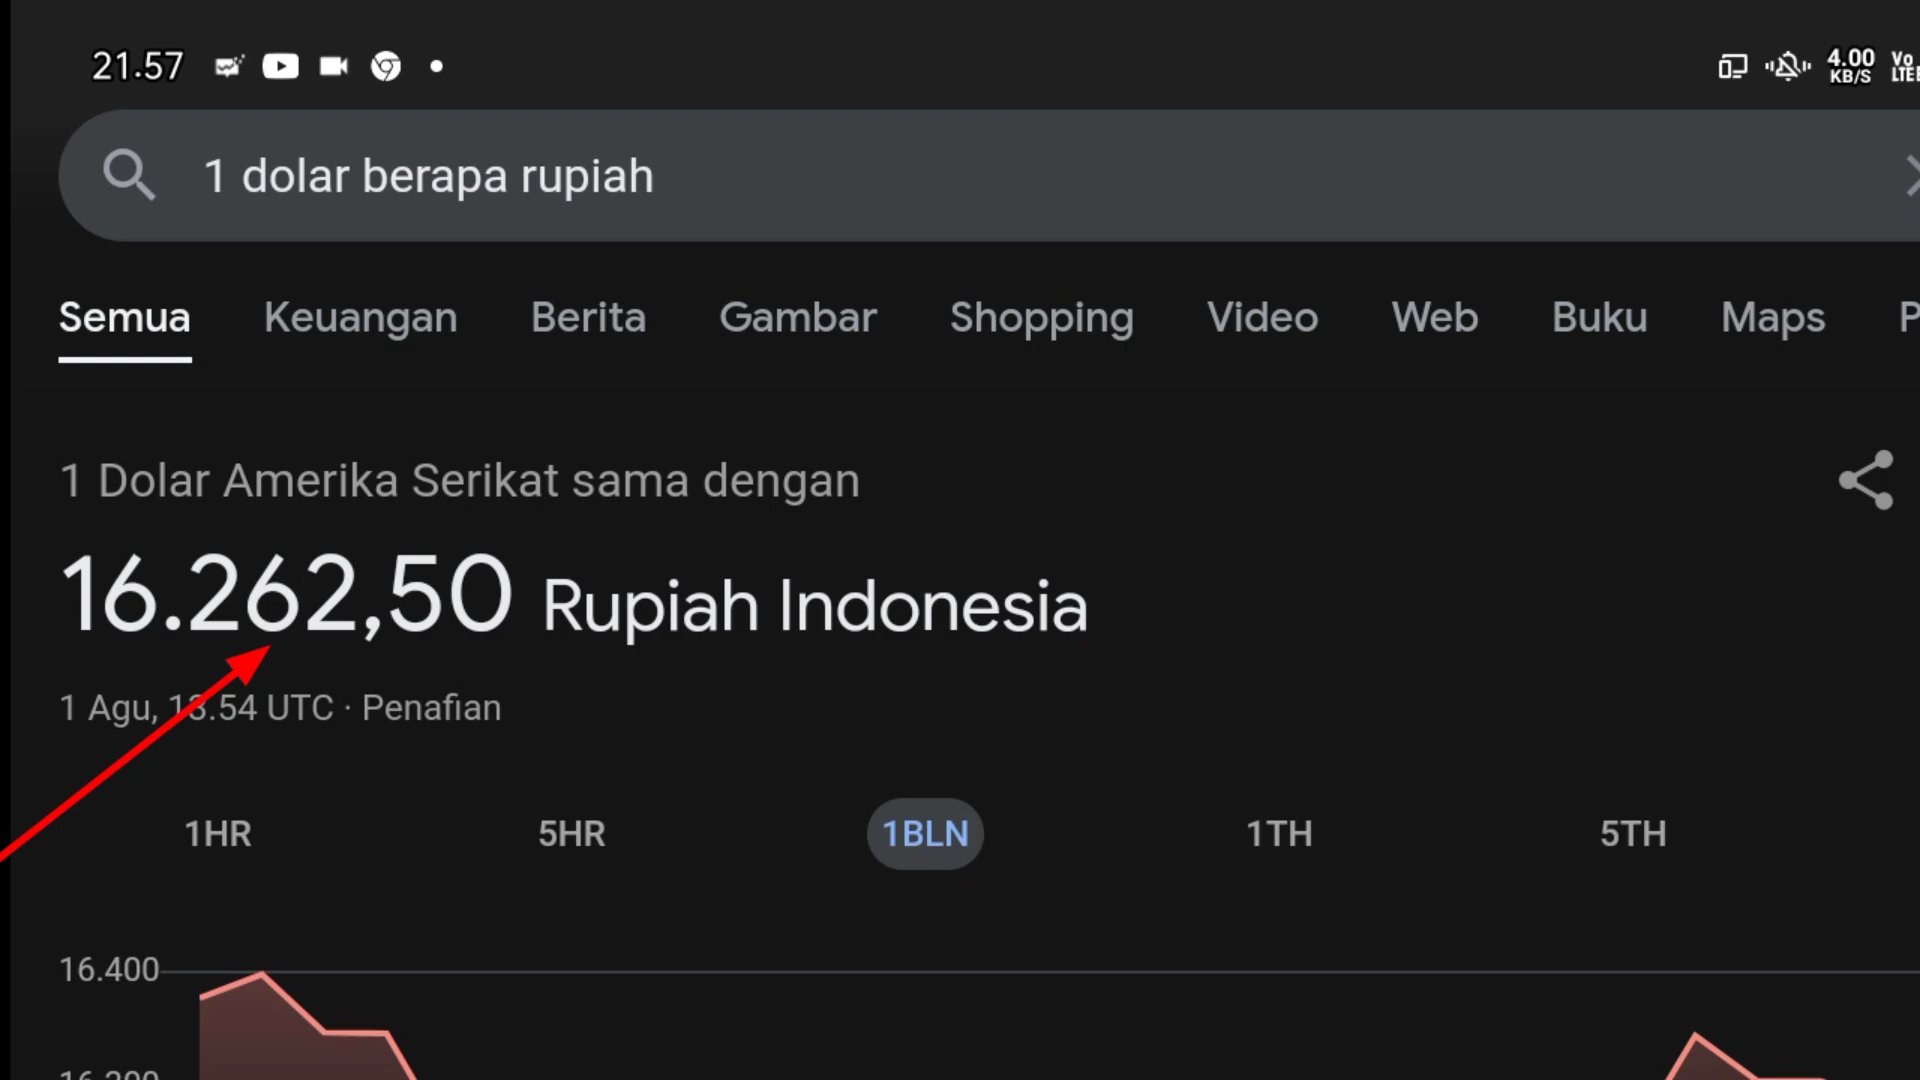 21.57
4.00 KB/S
1 dolar berapa rupiah
Semua Keuangan Berita Gambar Shopping Video Web Buku Maps
1 Dolar Amerika Serikat sama dengan
16.262,50 Rupiah Indonesia
1 Agu, 13.54 UTC · Penafian
1HR 5HR 1BLN 1TH 5TH
16.400